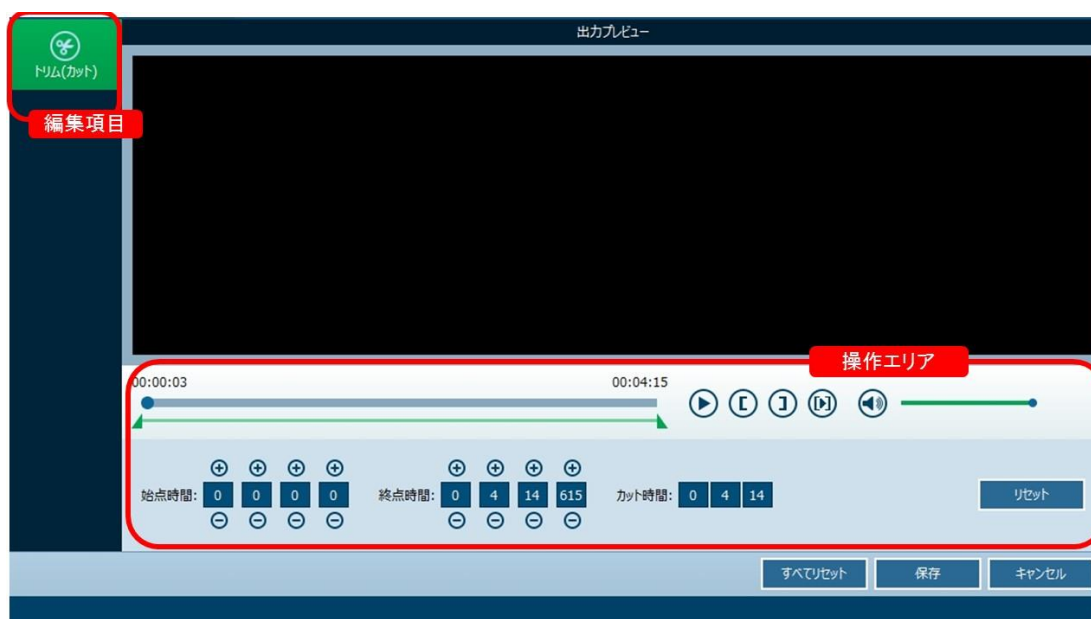 出力プレビュー
トリム(カット)
編集項目
操作エリア
00:00:03
00:04:15
始点時間: 0 0 0 0
終点時間: 0 4 14 615
カット時間: 0 4 14
リセット
すべてリセット
保存
キャンセル